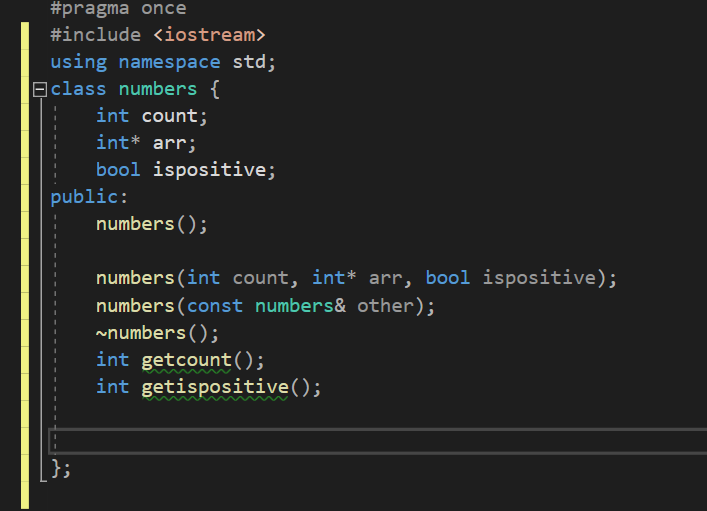 #pragma once
#include <iostream>
using namespace std;
class numbers {
    int count;
    int* arr;
    bool ispositive;
public:
    numbers();
    numbers(int count, int* arr, bool ispositive);
    numbers(const numbers& other);
    ~numbers();
    int getcount();
    int getispositive();
};